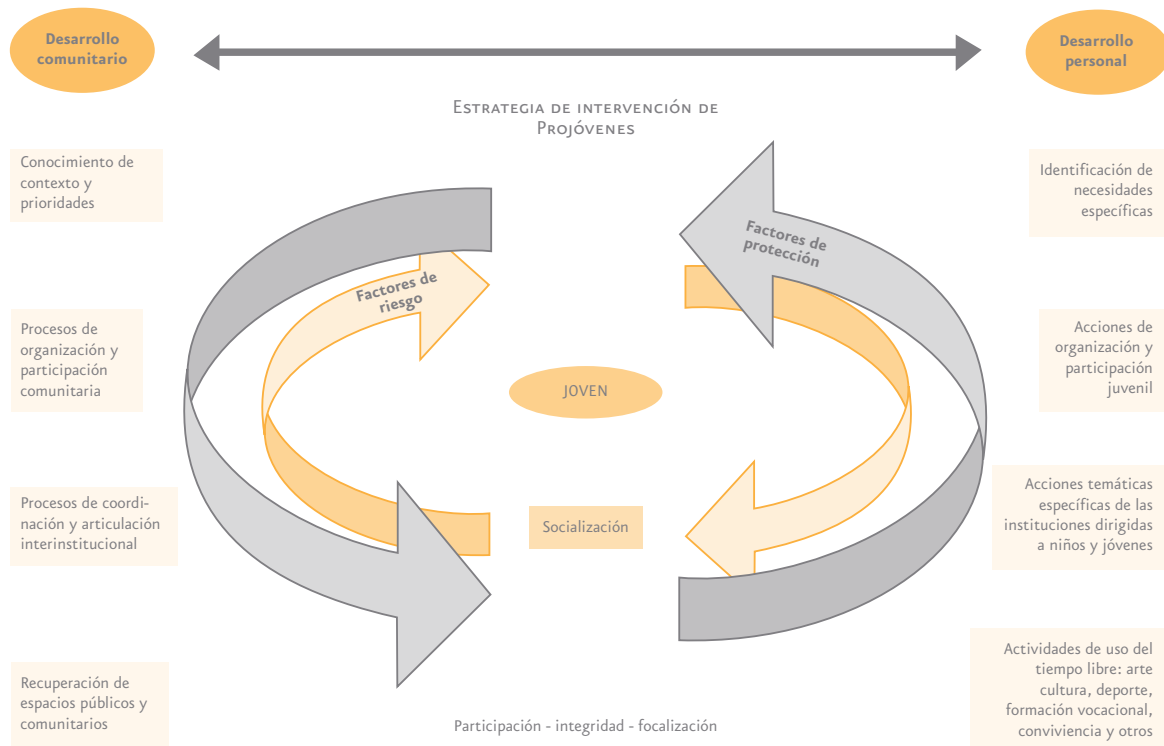 Desarrollo
comunitario
Desarrollo
personal
Estrategia de intervención de
Projóvenes
Conocimiento de
contexto y
prioridades
Procesos de
organización y
participación
comunitaria
Procesos de coordi-
nación y articulación
interinstitucional
Recuperación de
espacios públicos y
comunitarios
Factores de
riesgo
Factores de
protección
JOVEN
Socialización
Participación - integridad - focalización
Identificación de
necesidades
específicas
Acciones de
organización y
participación
juvenil
Acciones temáticas
específicas de las
instituciones dirigidas
a niños y jóvenes
Actividades de uso del
tiempo libre: arte
cultura, deporte,
formación vocacional,
conviviencia y otros